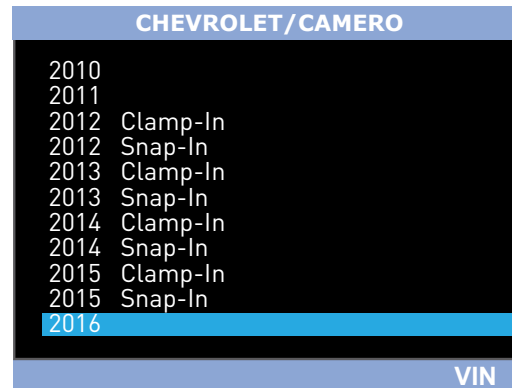 CHEVROLET/CAMERO
2010
2011
2012 Clamp-In
2012 Snap-In
2013 Clamp-In
2013 Snap-In
2014 Clamp-In
2014 Snap-In
2015 Clamp-In
2015 Snap-In
2016
VIN